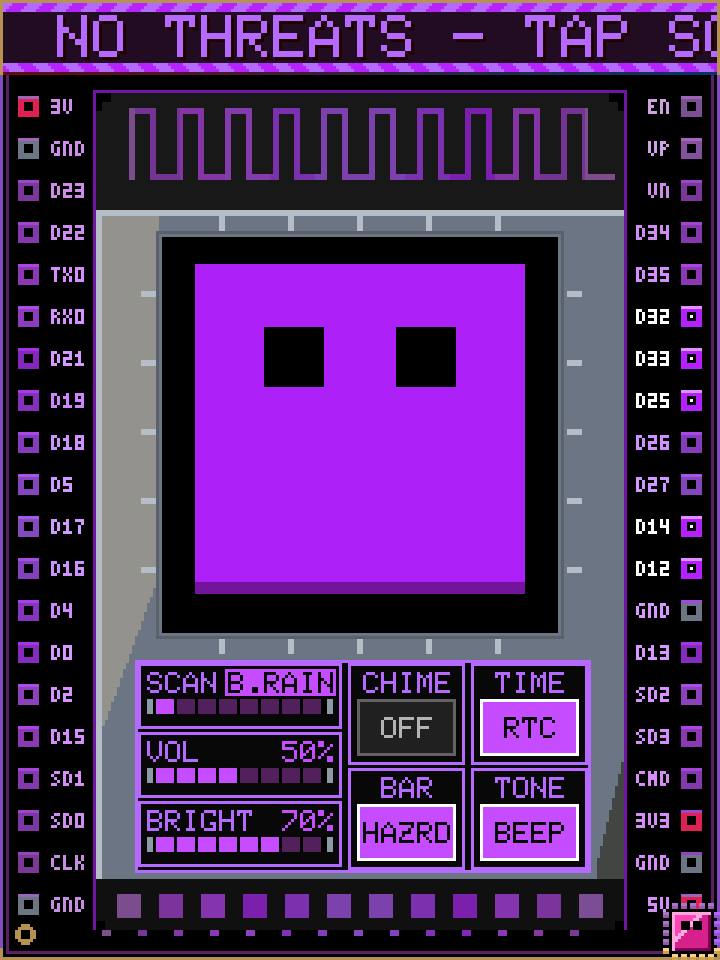 NO THREATS - TAP
3V
GND
D23
D22
TX0
RX0
D21
D19
D18
D5
D17
D16
D4
D0
D2
D15
SD1
SD0
CLK
GND
SCAN B.RAIN
VOL 50%
BRIGHT 70%
CHIME
OFF
BAR
HAZRD
TIME
RTC
TONE
BEEP
EN
VP
VN
D34
D35
D32
D33
D25
D26
D27
D14
D12
GND
D13
SD2
SD3
CMD
3V3
GND
5V